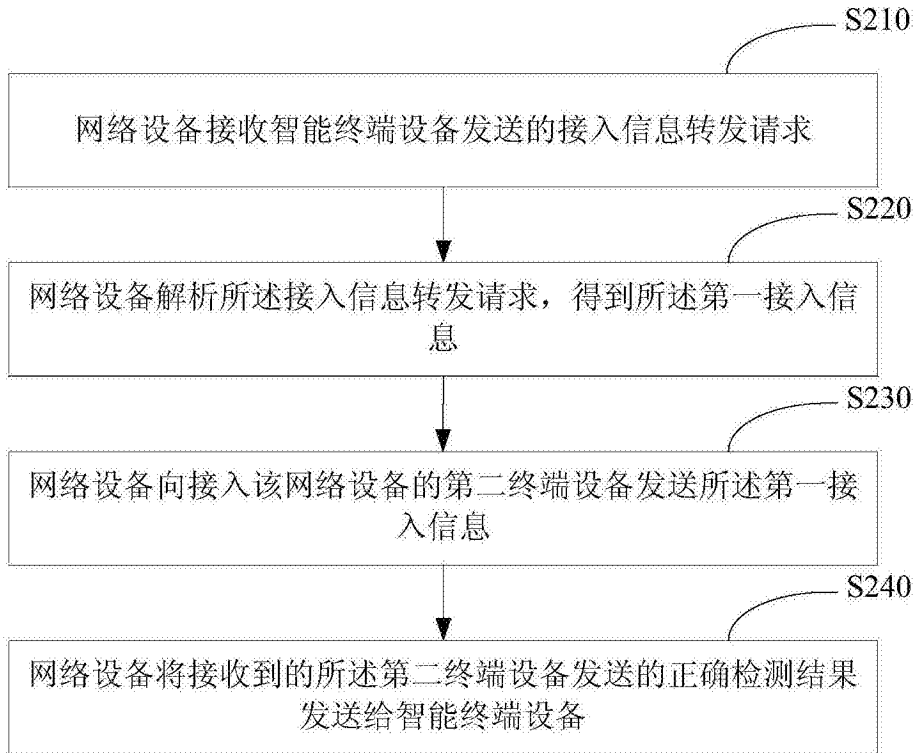 S210
网络设备接收智能终端设备发送的接入信息转发请求
S220
网络设备解析所述接入信息转发请求，得到所述第一接入信
息
S230
网络设备向接入该网络设备的第二终端设备发送所述第一接
入信息
S240
网络设备将接收到的所述第二终端设备发送的正确检测结果
发送给智能终端设备